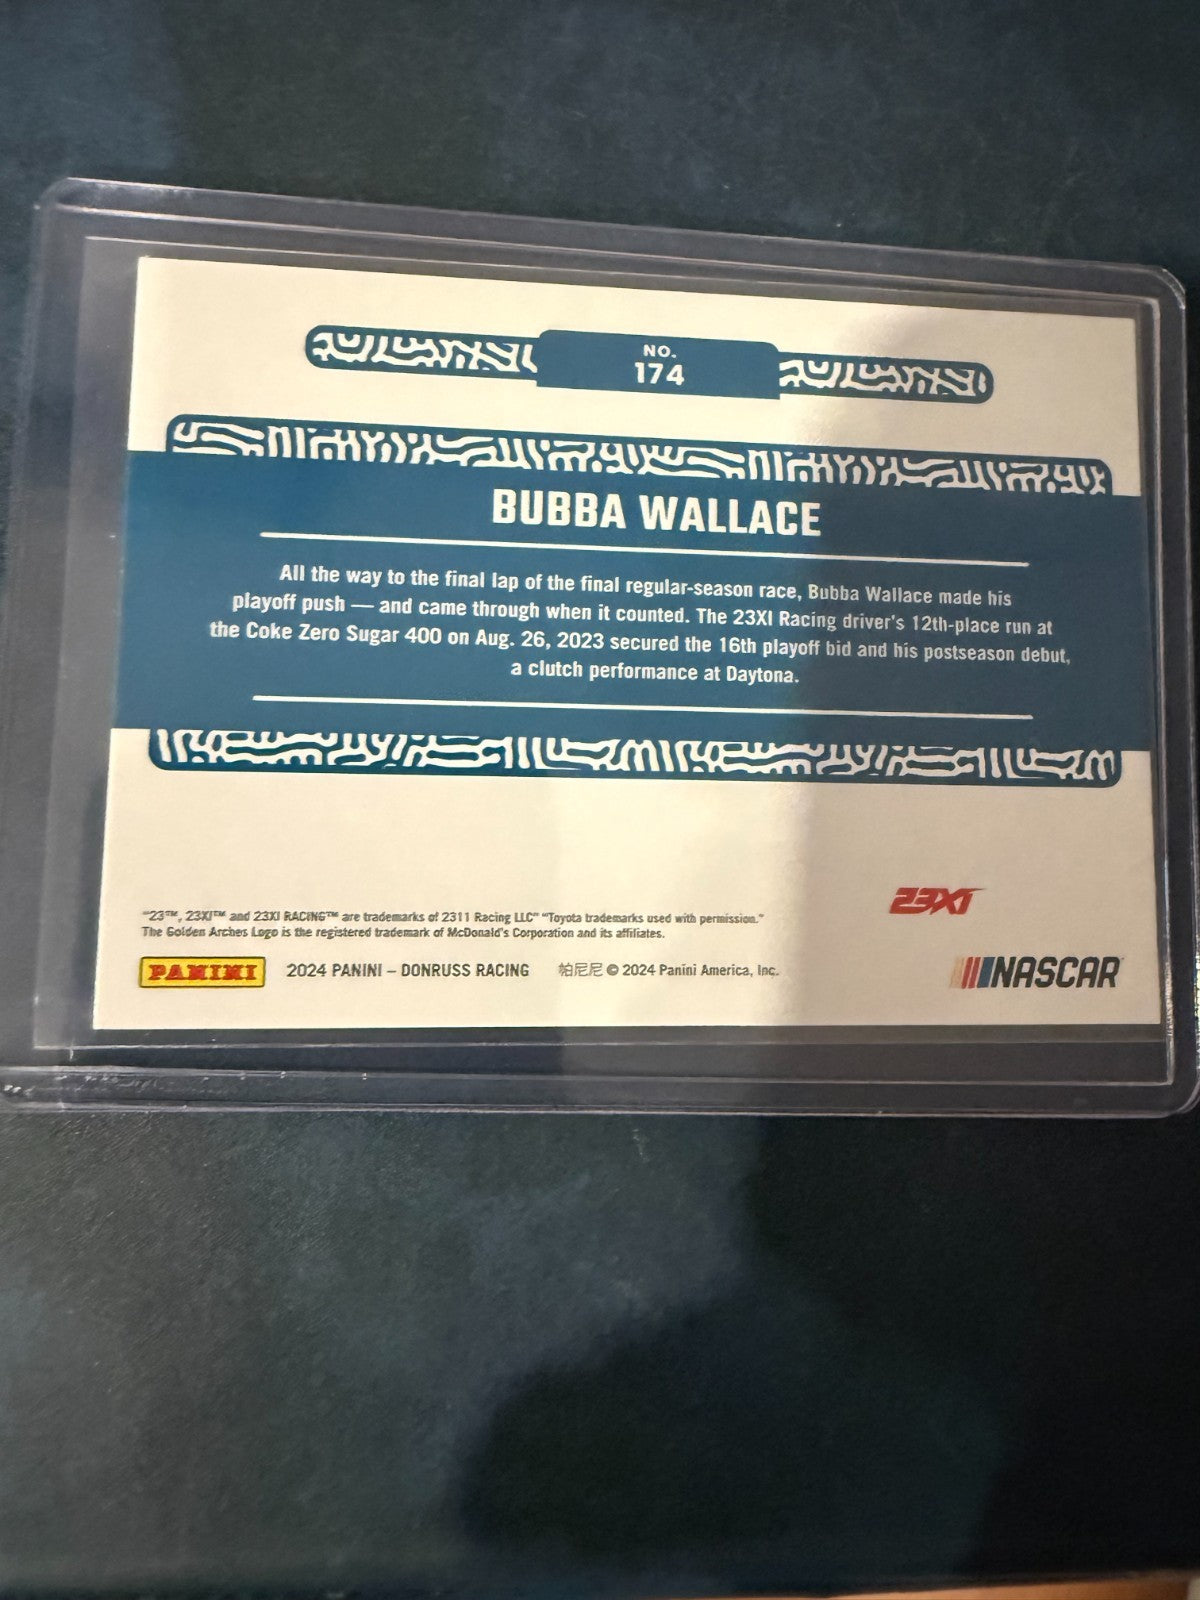 NO.
174
BUBBA WALLACE
All the way to the final lap of the final regular-season race, Bubba Wallace made his
playoff push — and came through when it counted. The 23XI Racing driver's 12th-place run at
the Coke Zero Sugar 400 on Aug. 26, 2023 secured the 16th playoff bid and his postseason debut,
a clutch performance at Daytona.
23XI
"23™, 23XI™ and 23XI RACING™ are trademarks of 2311 Racing LLC" "Toyota trademarks used with permission."
The Golden Arches Logo is the registered trademark of McDonald's Corporation and its affiliates.
PANINI 2024 PANINI – DONRUSS RACING 帕尼尼 © 2024 Panini America, Inc. NASCAR